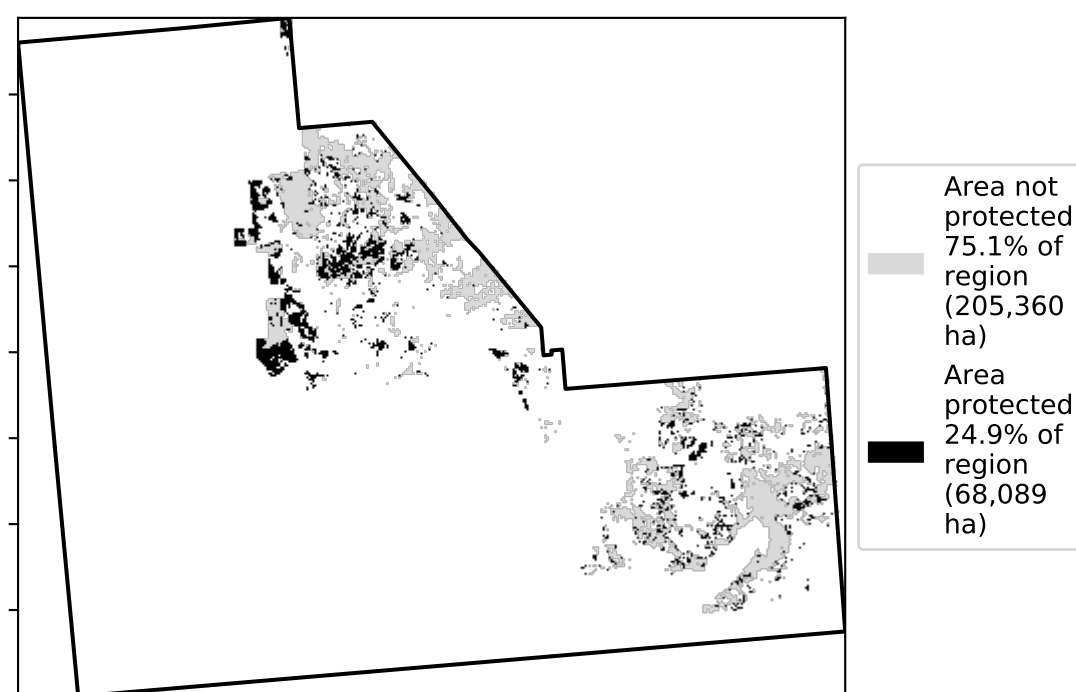 Area not
protected
75.1% of
region
(205,360
ha)
Area
protected
24.9% of
region
(68,089
ha)